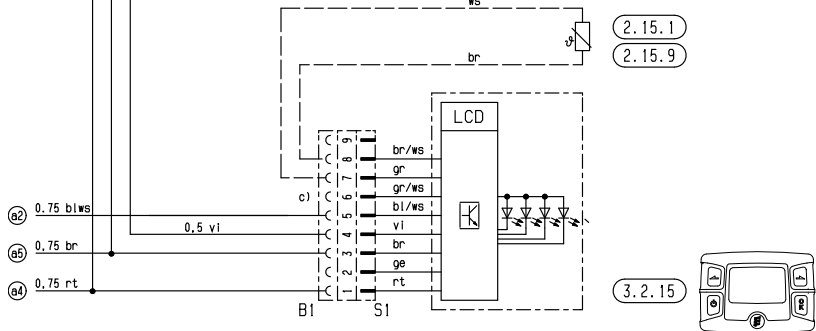 ws
ϑ
2.15.1
br
2.15.9
LCD
9
8 br/ws
7 gr
c) 6 gr/ws
a2 0.75 blws 5 bl/ws
0,5 vi 4 vi
a5 0,75 br 3 br
2 ge
a4 0,75 rt 1 rt
3.2.15
B1 S1